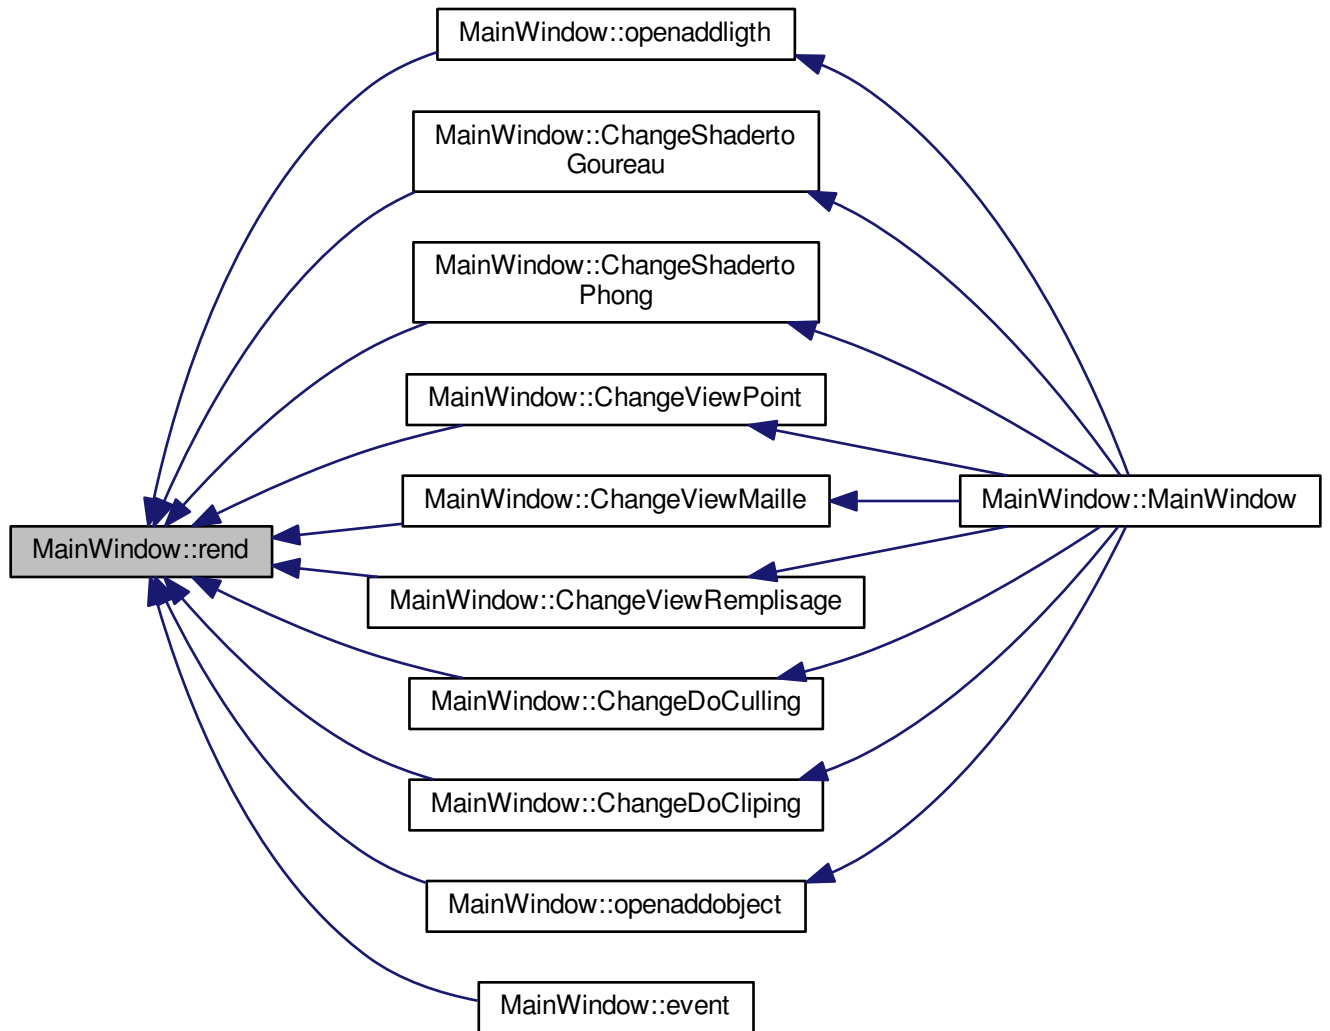 MainWindow::openaddligth
MainWindow::ChangeShaderto
Goureau
MainWindow::ChangeShaderto
Phong
MainWindow::ChangeViewPoint
MainWindow::ChangeViewMaille
MainWindow::MainWindow
MainWindow::rend
MainWindow::ChangeViewRemplisage
MainWindow::ChangeDoCulling
MainWindow::ChangeDoCliping
MainWindow::openaddobject
MainWindow::event